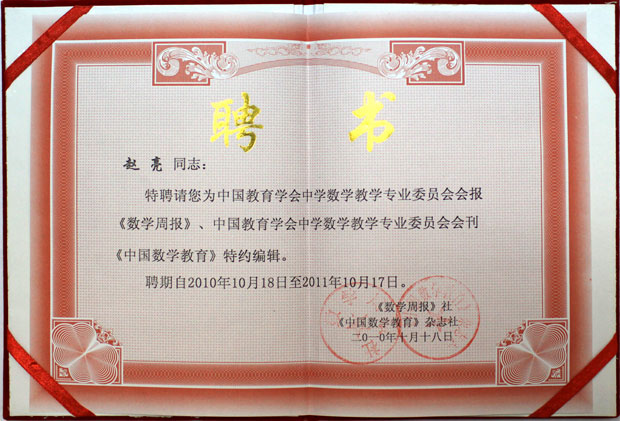 聘 书
赵 亮 同志：
特聘请您为中国教育学会中学数学教学专业委员会会报
《数学周报》、中国教育学会中学数学教学专业委员会会刊
《中国数学教育》特约编辑。
聘期自2010年10月18日至2011年10月17日。
《数学周报》社
《中国数学教育》杂志社
二〇一〇年十月十八日